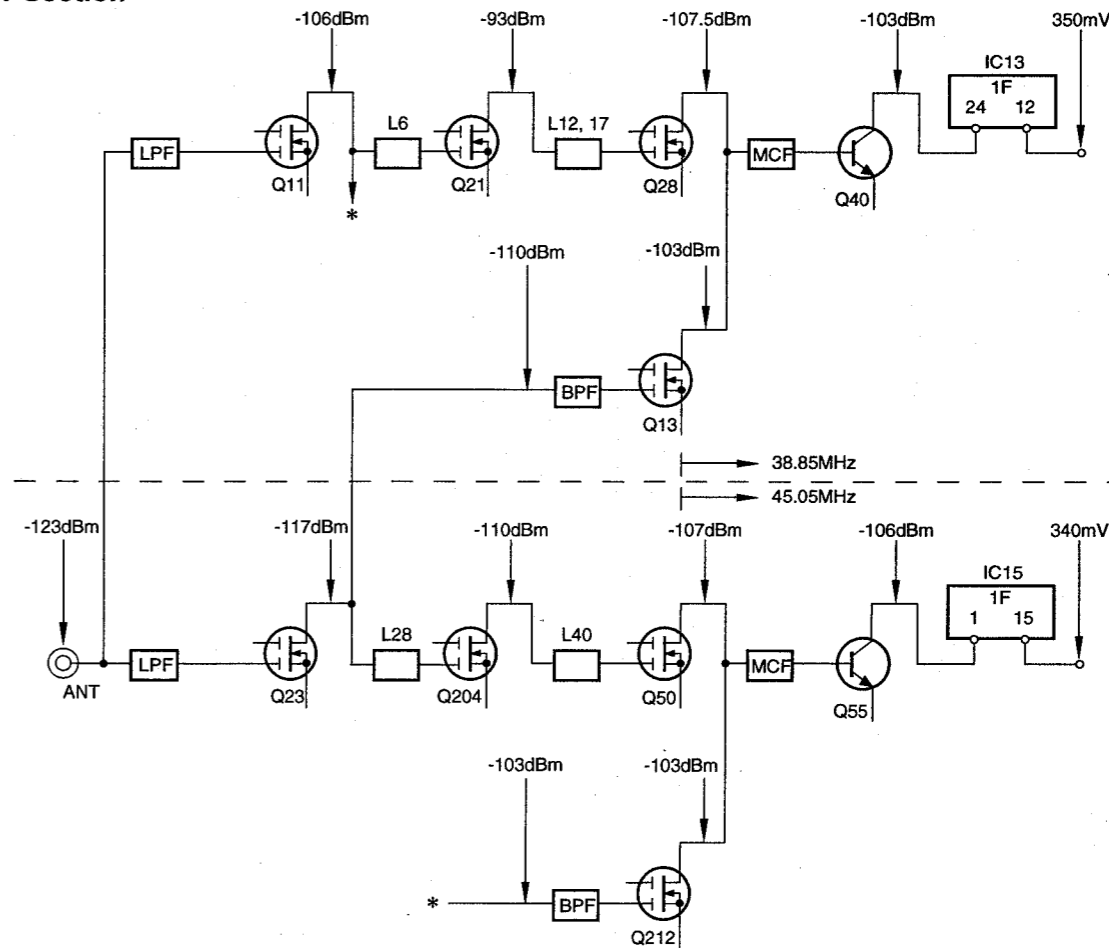 -106dBm -93dBm -107.5dBm -103dBm 350mV
IC13
1F
24 12
L6 L12, 17
LPF MCF
Q11 Q21 Q28 Q40
*
-110dBm -103dBm
BPF
Q13
38.85MHz
45.05MHz
-123dBm -117dBm -110dBm -107dBm -106dBm 340mV
IC15
1F
1 15
L28 L40
LPF MCF
ANT Q23 Q204 Q50 Q55
-103dBm -103dBm
* BPF
Q212